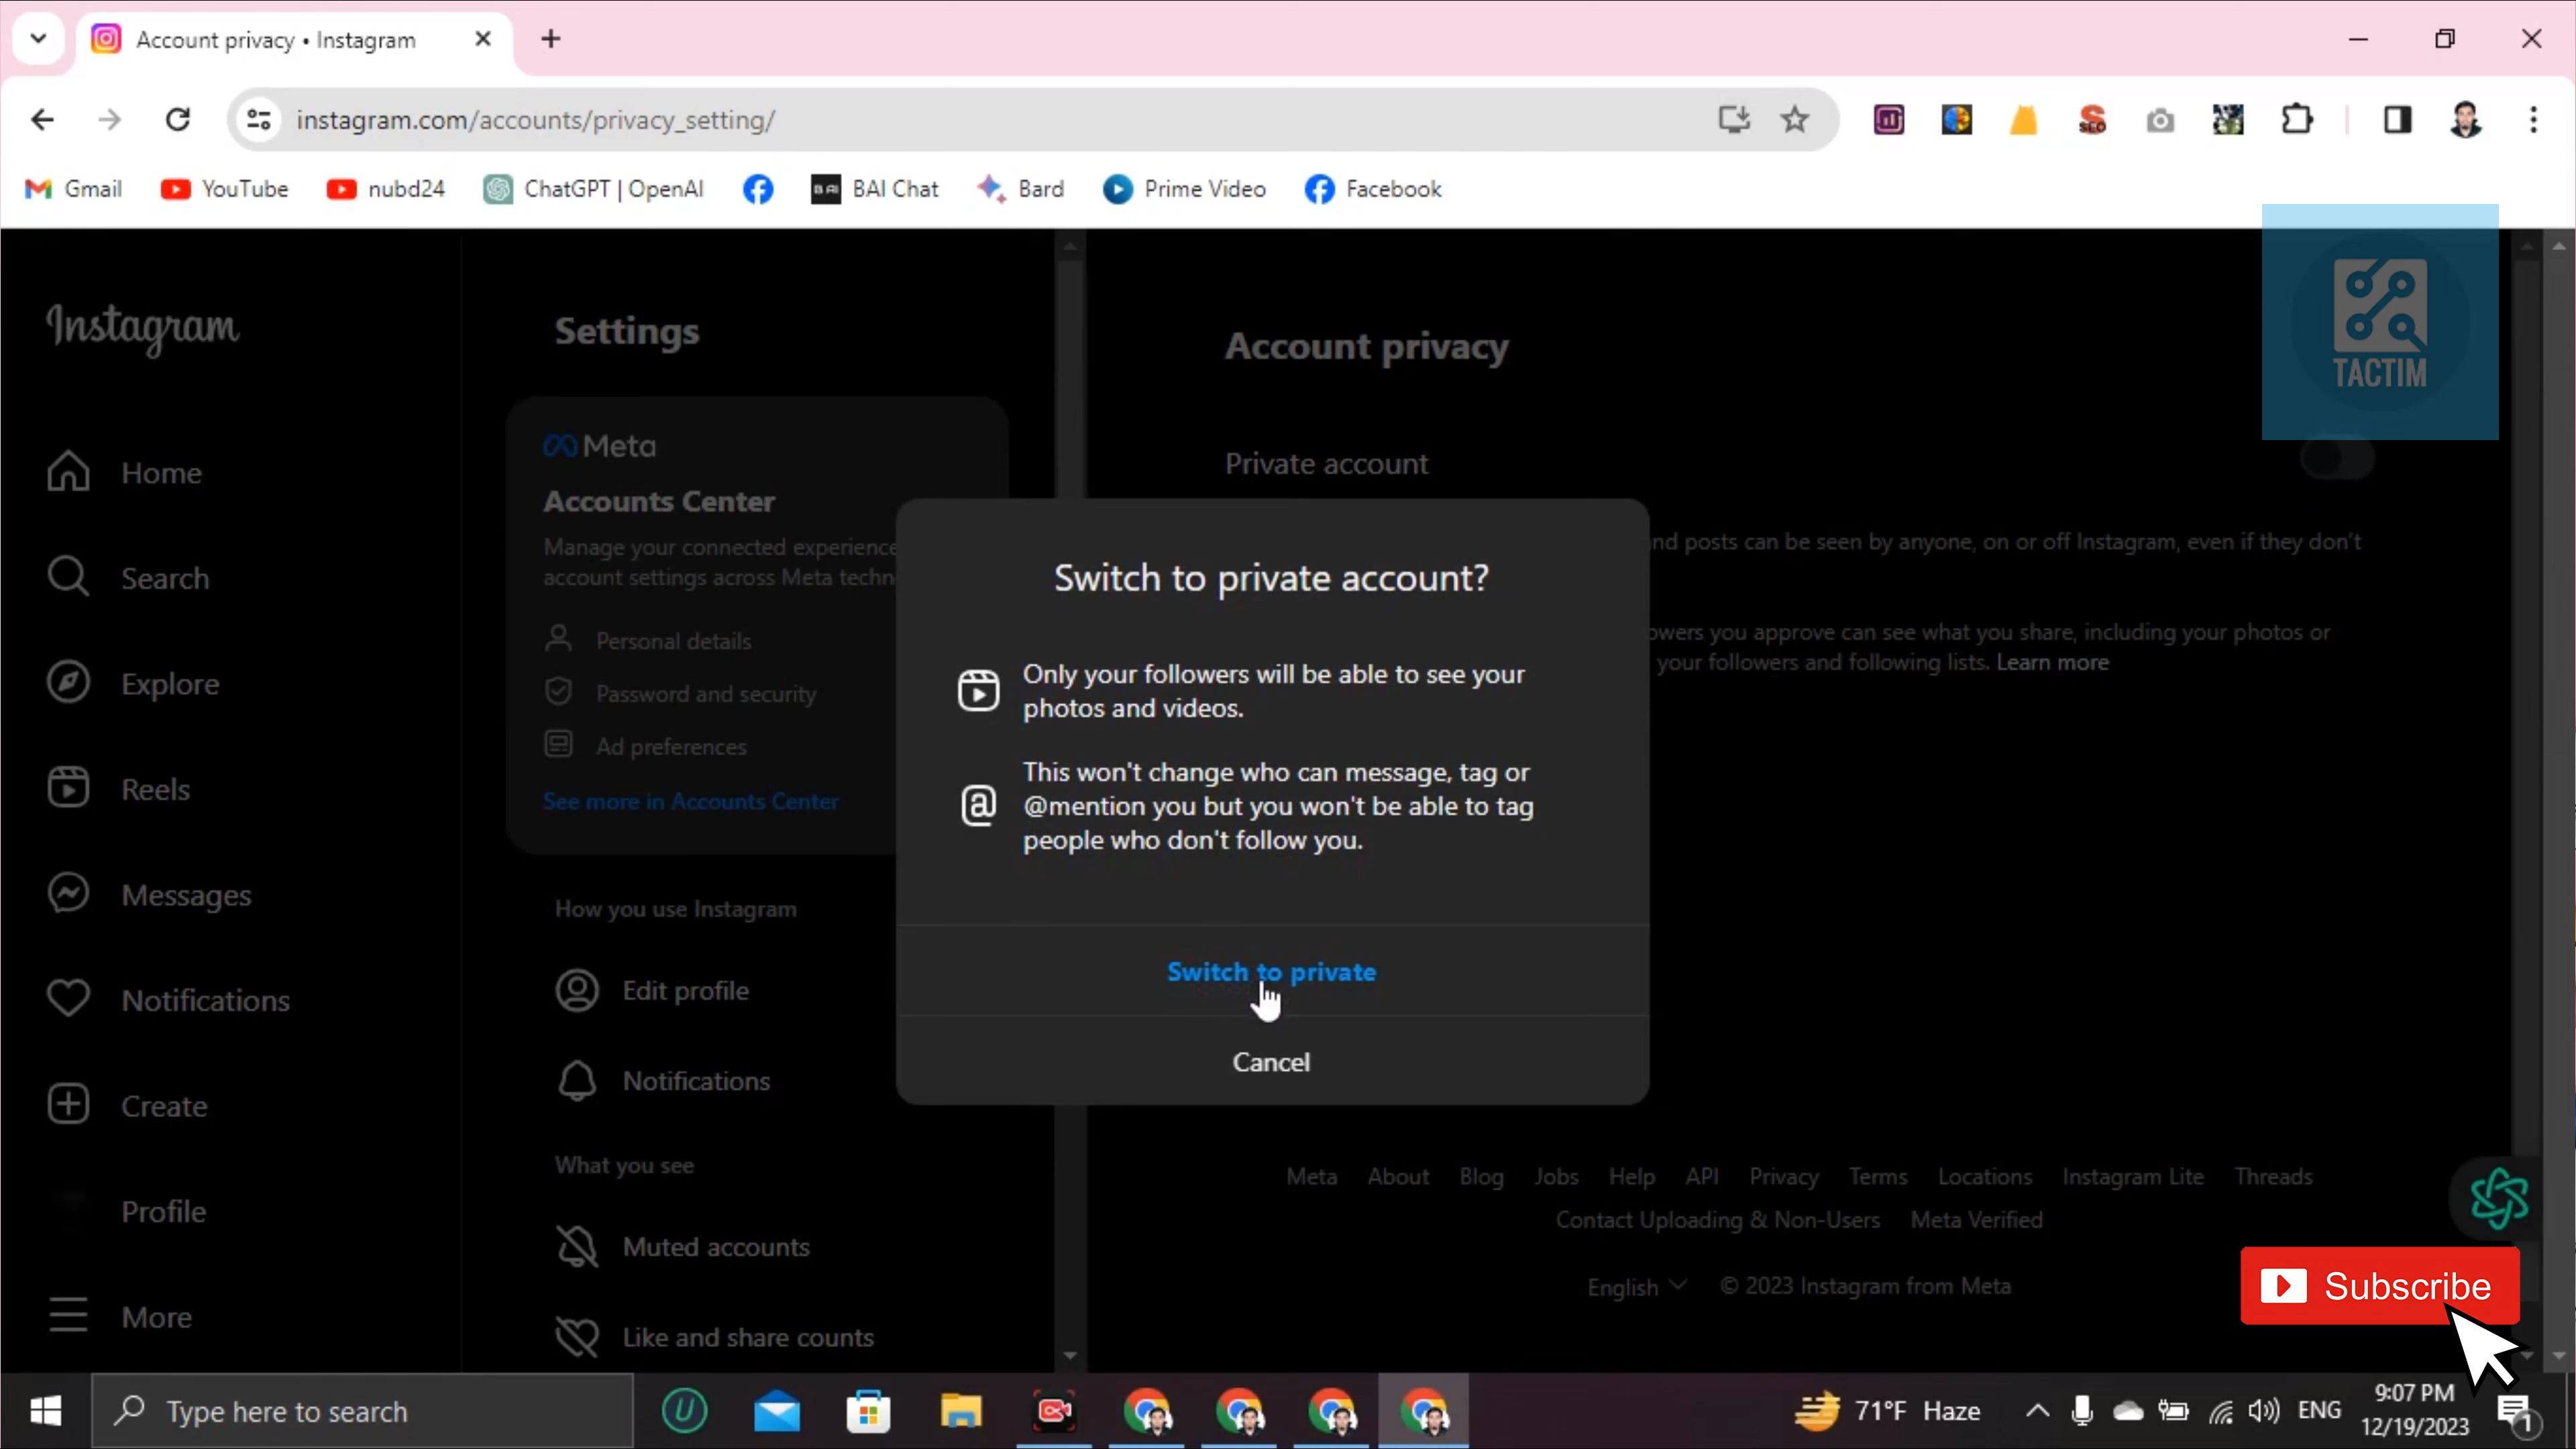 Account privacy • Instagram
instagram.com/accounts/privacy_setting/
SEO
Gmail
YouTube
nubd24
ChatGPT | OpenAI
B AI
BAI Chat
Bard
Prime Video
Facebook
Instagram
Home
Search
Explore
Reels
Messages
Notifications
Create
Profile
More
Settings
Meta
Accounts Center
Manage your connected experience
account settings across Meta techn
Personal details
Password and security
Ad preferences
See more in Accounts Center
How you use Instagram
Edit profile
Notifications
What you see
Muted accounts
Like and share counts
Account privacy
Private account
nd posts can be seen by anyone, on or off Instagram, even if they don't
owers you approve can see what you share, including your photos or
your followers and following lists. Learn more
TACTIM
Switch to private account?
Only your followers will be able to see your
photos and videos.
This won't change who can message, tag or
@mention you but you won't be able to tag
people who don't follow you.
Switch to private
Cancel
Meta About Blog Jobs Help API Privacy Terms Locations Instagram Lite Threads
Contact Uploading & Non-Users Meta Verified
English © 2023 Instagram from Meta
Subscribe
Type here to search
71°F Haze
ENG
9:07 PM
12/19/2023
1